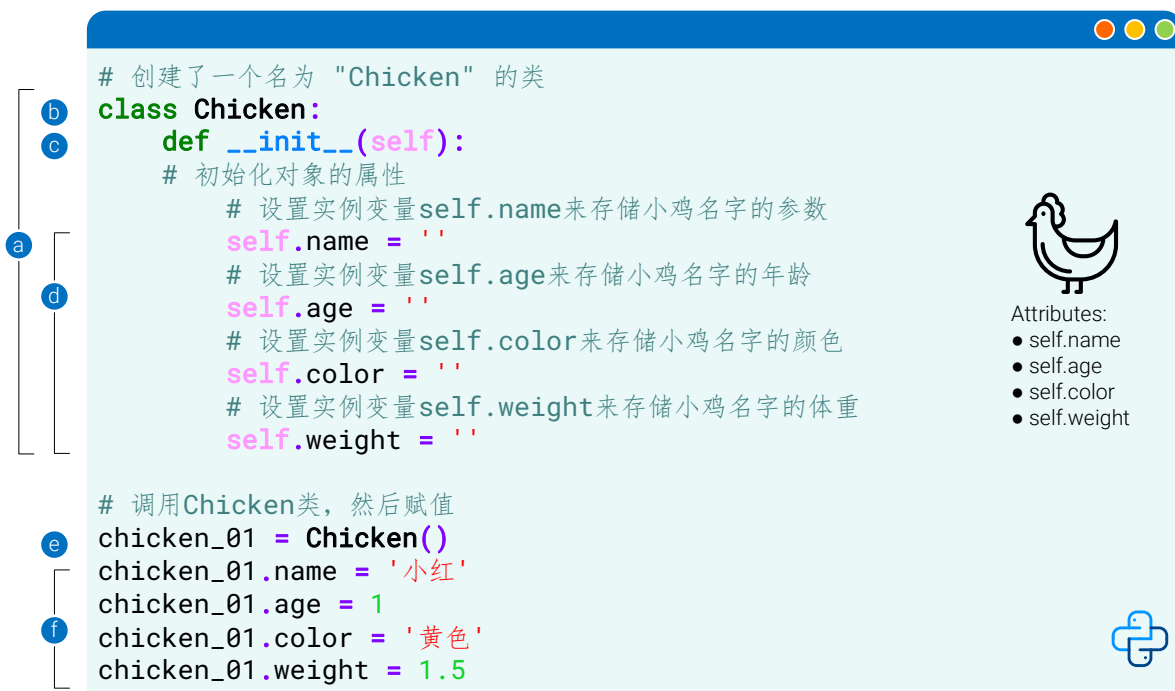 # 创建了一个名为 "Chicken" 的类
b class Chicken:
c def __init__(self):
# 初始化对象的属性
# 设置实例变量self.name来存储小鸡名字的参数
a self.name = ''
# 设置实例变量self.age来存储小鸡名字的年龄
d self.age = ''
# 设置实例变量self.color来存储小鸡名字的颜色
self.color = ''
# 设置实例变量self.weight来存储小鸡名字的体重
self.weight = ''
Attributes:
● self.name
● self.age
● self.color
● self.weight
# 调用Chicken类，然后赋值
e chicken_01 = Chicken()
chicken_01.name = '小红'
chicken_01.age = 1
f chicken_01.color = '黄色'
chicken_01.weight = 1.5